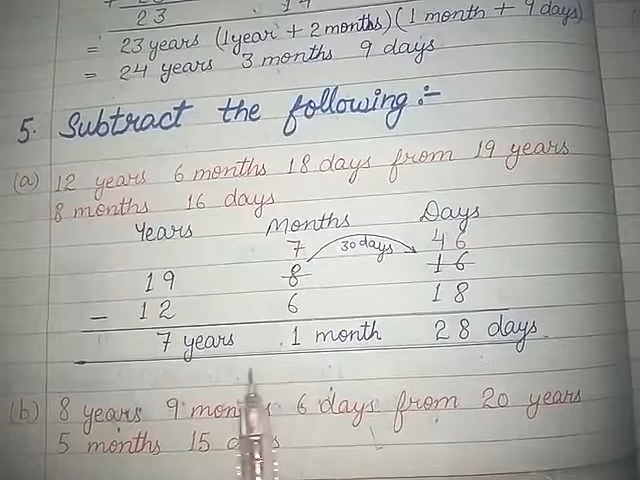 23 14
= 23 years (1year + 2 months) (1 month + 9 days)
= 24 years 3 months 9 days
5. Subtract the following :-
(a) 12 years 6 months 18 days from 19 years
8 months 16 days
Years Months Days
7 30 days 46
19 8 16
- 12 6 18
7 years 1 month 28 days.
(b) 8 years 9 6 days from 20 years
5 months 15